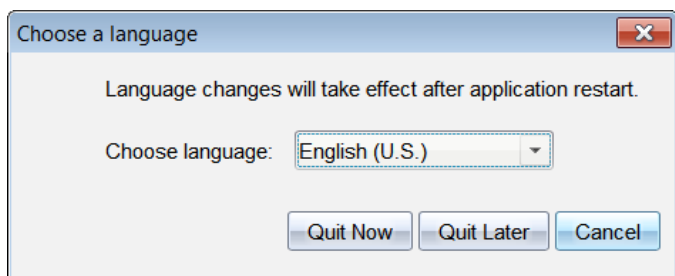 Choose a language
Language changes will take effect after application restart.
Choose language: English (U.S.)
Quit Now Quit Later Cancel